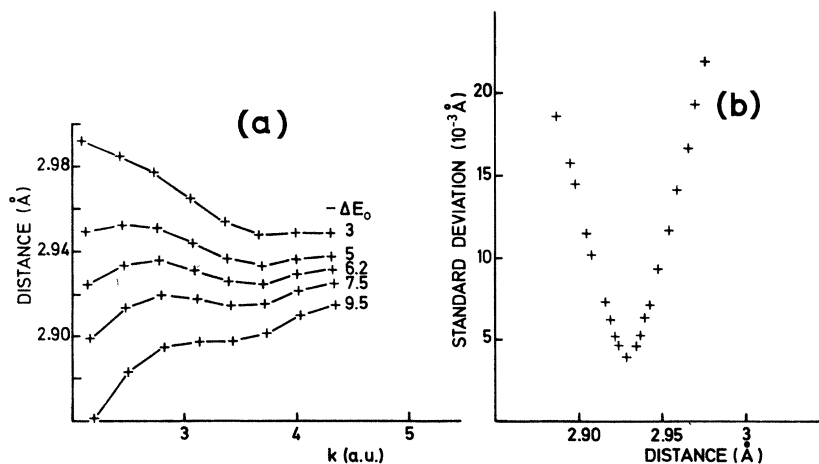 (a)
DISTANCE (Å)
2.98
2.94
2.90
3
4
5
k (a.u.)
−ΔE₀
3
5
6.2
7.5
9.5
(b)
STANDARD DEVIATION (10⁻³Å)
20
15
10
5
2.90
2.95
3
DISTANCE (Å)